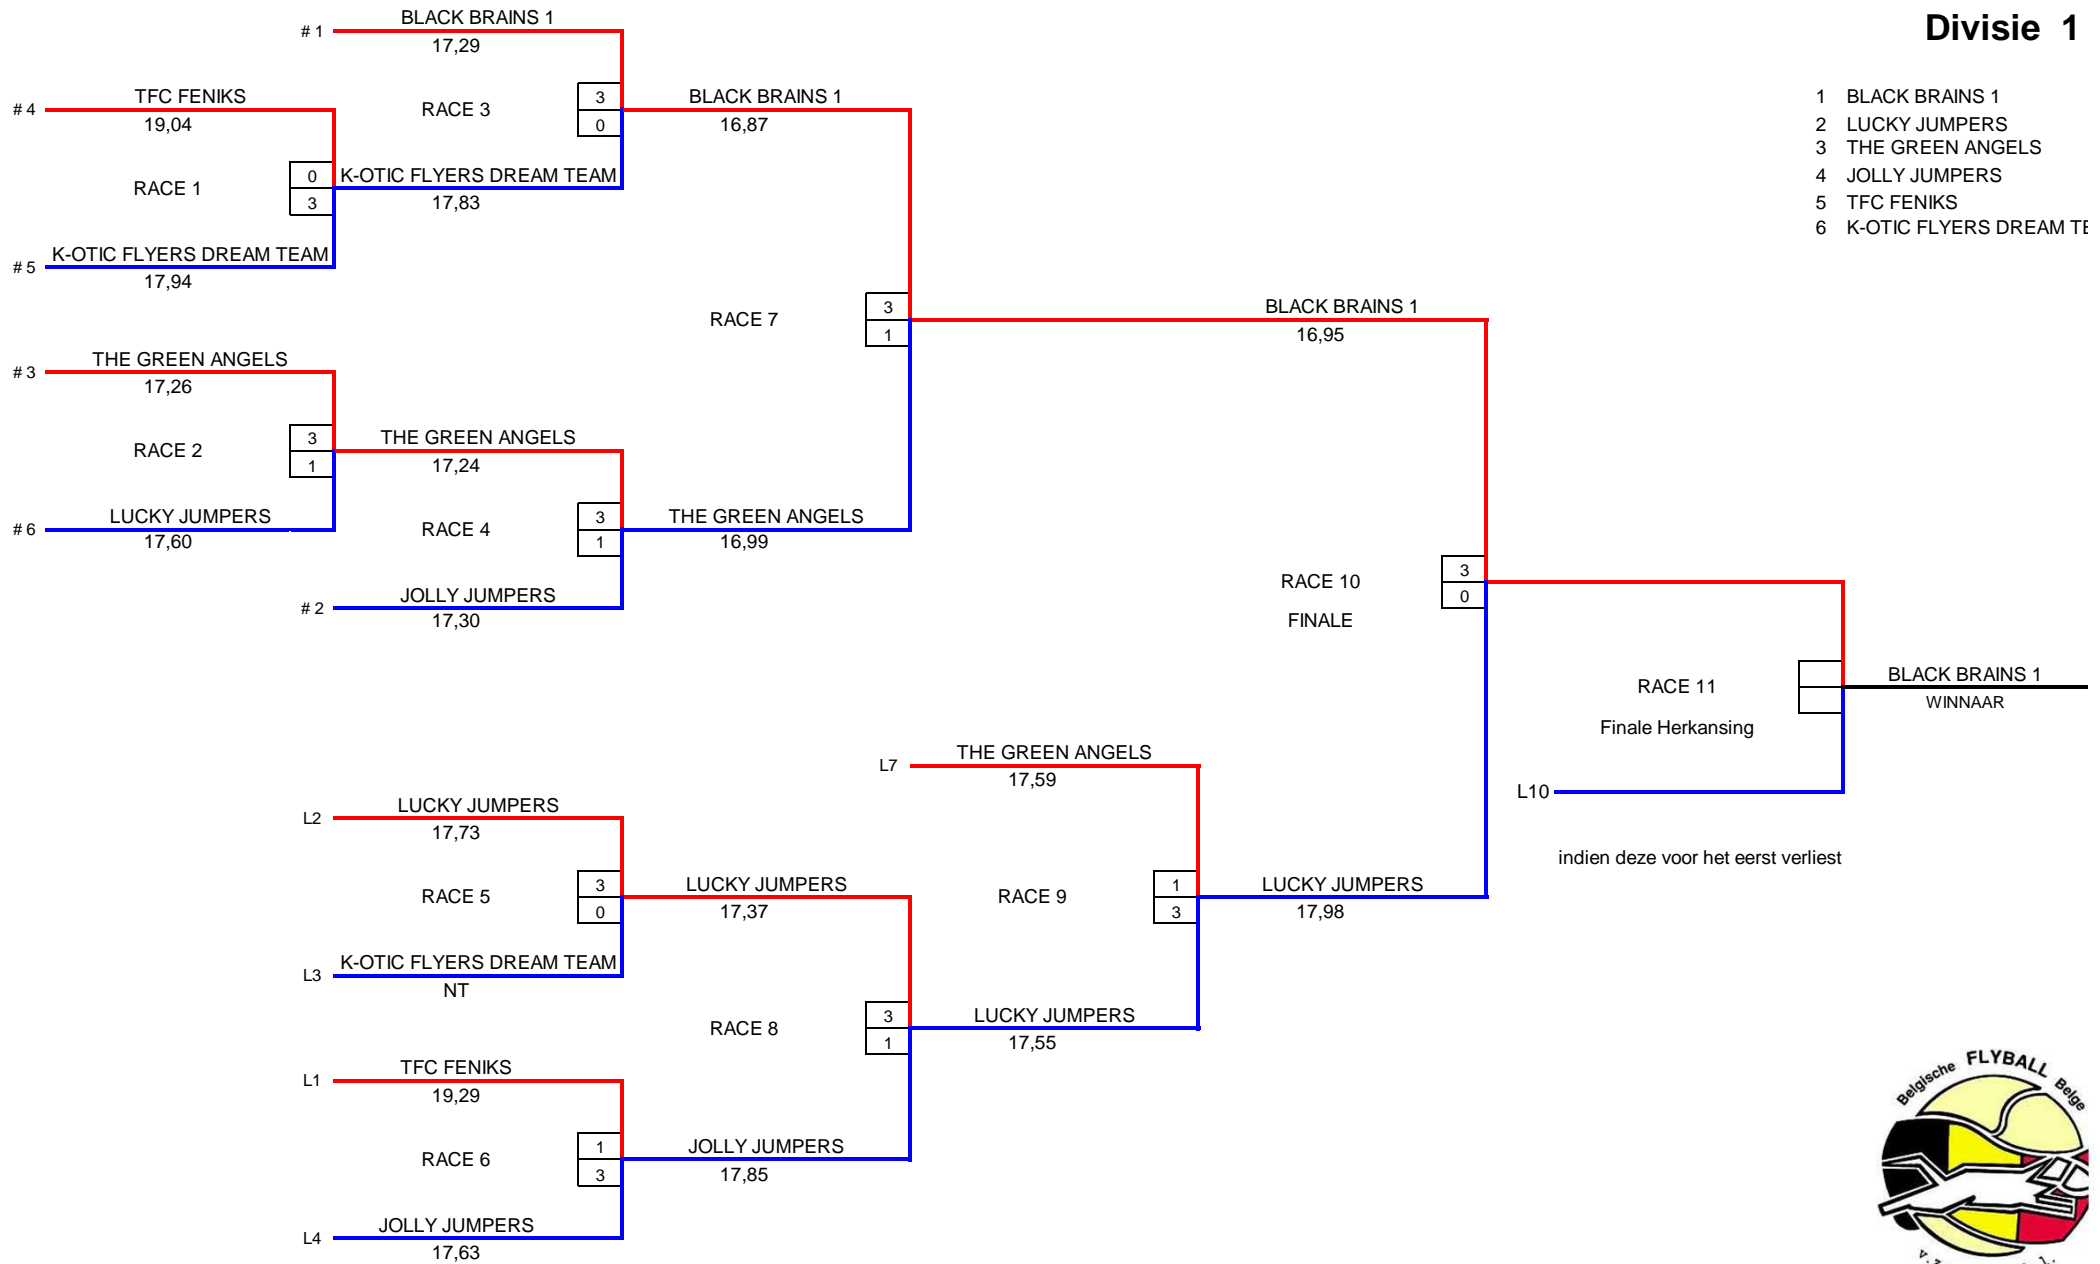 Divisie 1
1 BLACK BRAINS 1
2 LUCKY JUMPERS
3 THE GREEN ANGELS
4 JOLLY JUMPERS
5 TFC FENIKS
6 K-OTIC FLYERS DREAM
# 1
BLACK BRAINS 1
17,29
# 4
TFC FENIKS
19,04
RACE 3
3
0
BLACK BRAINS 1
16,87
RACE 1
0
3
K-OTIC FLYERS DREAM TEAM
17,83
# 5
K-OTIC FLYERS DREAM TEAM
17,94
RACE 7
3
1
BLACK BRAINS 1
16,95
# 3
THE GREEN ANGELS
17,26
RACE 2
3
1
THE GREEN ANGELS
17,24
# 6
LUCKY JUMPERS
17,60
RACE 4
3
1
THE GREEN ANGELS
16,99
# 2
JOLLY JUMPERS
17,30
RACE 10
FINALE
3
0
RACE 11
Finale Herkansing
BLACK BRAINS 1
WINNAAR
L7
THE GREEN ANGELS
17,59
L10
indien deze voor het eerst verliest
L2
LUCKY JUMPERS
17,73
RACE 5
3
0
LUCKY JUMPERS
17,37
RACE 9
1
3
LUCKY JUMPERS
17,98
L3
K-OTIC FLYERS DREAM TEAM
NT
RACE 8
3
1
LUCKY JUMPERS
17,55
L1
TFC FENIKS
19,29
RACE 6
1
3
JOLLY JUMPERS
17,85
L4
JOLLY JUMPERS
17,63
Belgische FLYBALL Belge